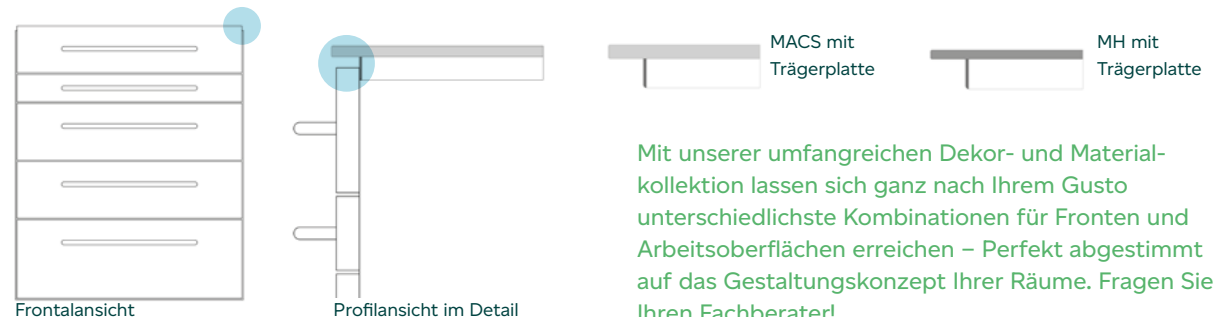 Frontalansicht
Profilansicht im Detail
MACS mit
Trägerplatte
MH mit
Trägerplatte
Mit unserer umfangreichen Dekor- und Material-
kollektion lassen sich ganz nach Ihrem Gusto
unterschiedlichste Kombinationen für Fronten und
Arbeitsoberflächen erreichen – Perfekt abgestimmt
auf das Gestaltungskonzept Ihrer Räume. Fragen Sie
Ihren Fachberater!